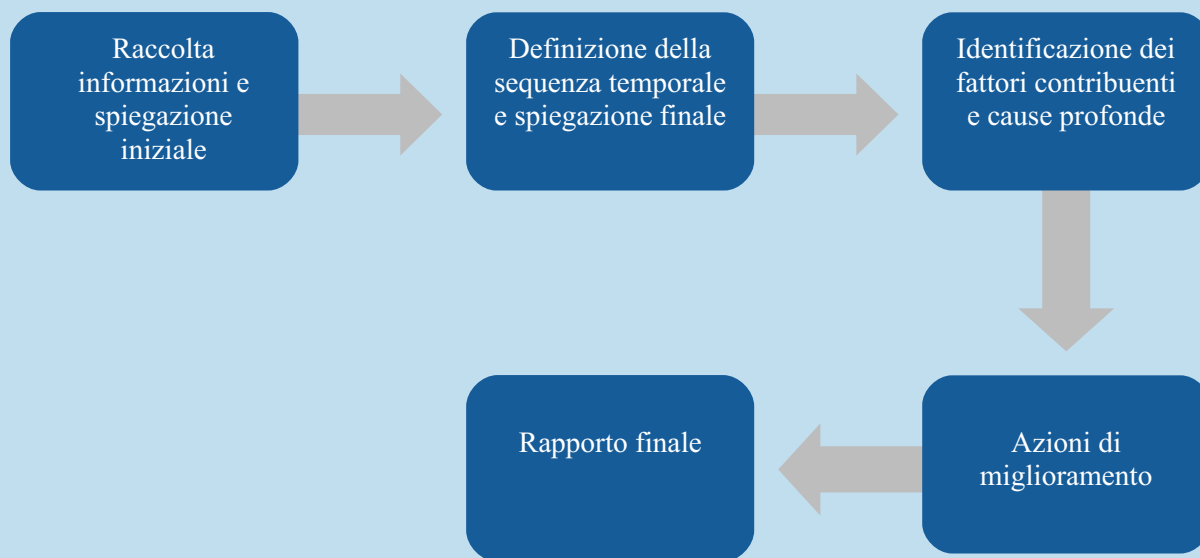 Raccolta
informazioni e
spiegazione
iniziale
Definizione della
sequenza temporale
e spiegazione finale
Identificazione dei
fattori contribuenti
e cause profonde
Azioni di
miglioramento
Rapporto finale